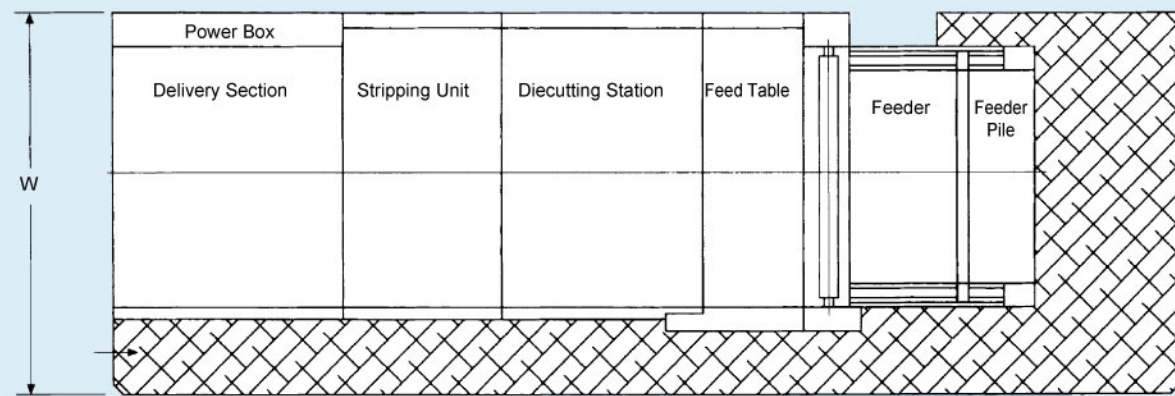 Power Box
Delivery Section
Stripping Unit
Diecutting Station
Feed Table
Feeder
Feeder
Pile
W